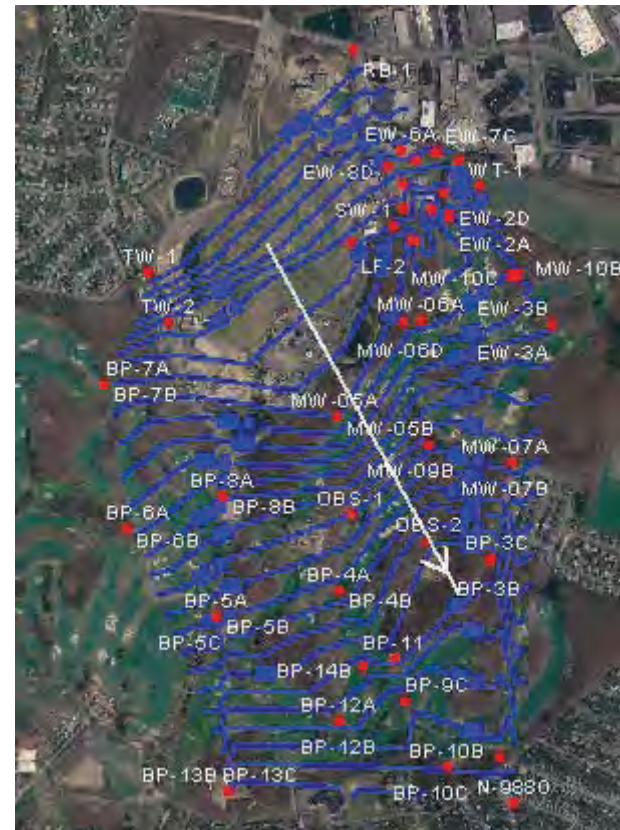 RB-1
EW-6A EW-7C
EW-8D WT-1
SW-1 EW-2D
EW-2A
TW-1 LF-2 MW-10C MW-10B
TW-2 MW-06A EW-3B
MW-06D EW-3A
BP-7A
BP-7B
MW-05A
MW-05B MW-07A
MW-09B
BP-8A MW-07B
BP-8B OBS-1
BP-6A
BP-6B OBS-2
BP-3C
BP-4A BP-3B
BP-5A BP-4B
BP-5B
BP-5C
BP-11
BP-14B
BP-9C
BP-12A
BP-12B BP-10B
BP-13B BP-13C
BP-10C N-9880